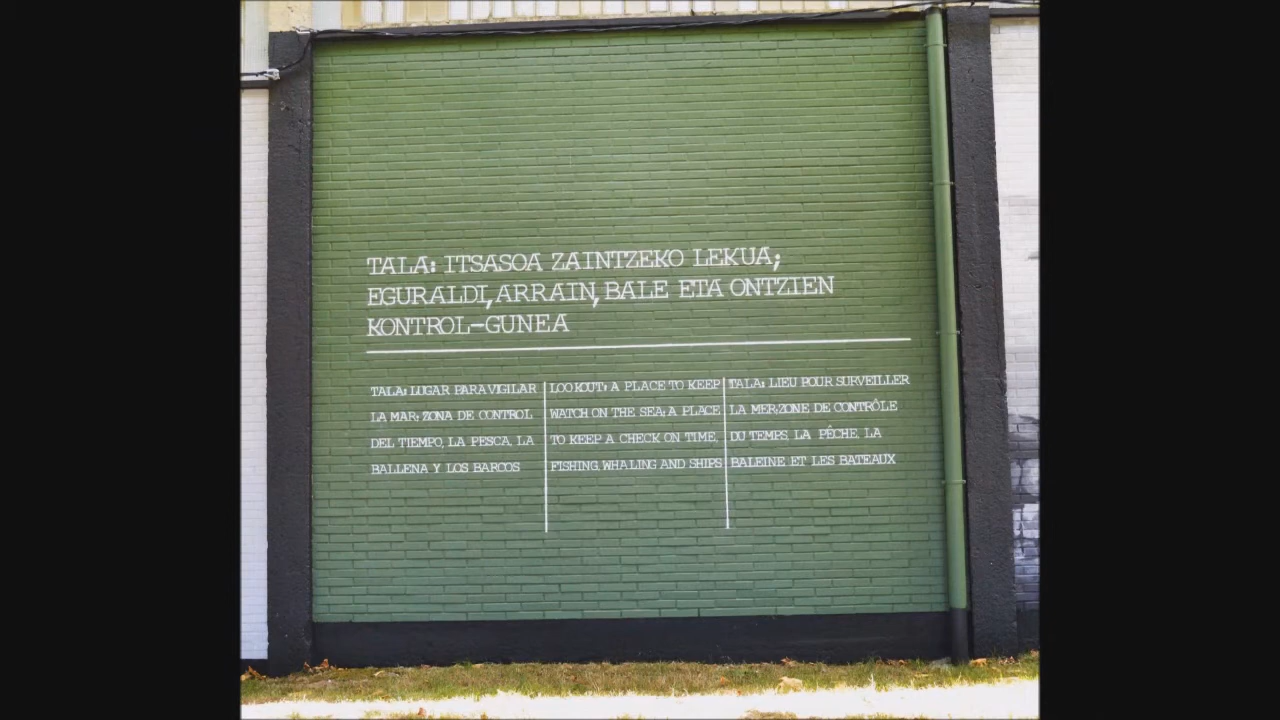 TALA: ITSASOA ZAINTZEKO LEKUA;
EGURALDI, ARRAIN, BALE ETA ONTZIEN
KONTROL-GUNEA
TALA: LUGAR PARA VIGILAR
LA MAR: ZONA DE CONTROL
DEL TIEMPO, LA PESCA, LA
BALLENA Y LOS BARCOS
LOOKOUT: A PLACE TO KEEP
WATCH ON THE SEA; A PLACE
TO KEEP A CHECK ON TIME,
FISHING, WHALING AND SHIPS
TALA: LIEU POUR SURVEILLER
LA MER:ZONE DE CONTRÔLE
DU TEMPS, LA PÊCHE, LA
BALEINE ET LES BATEAUX